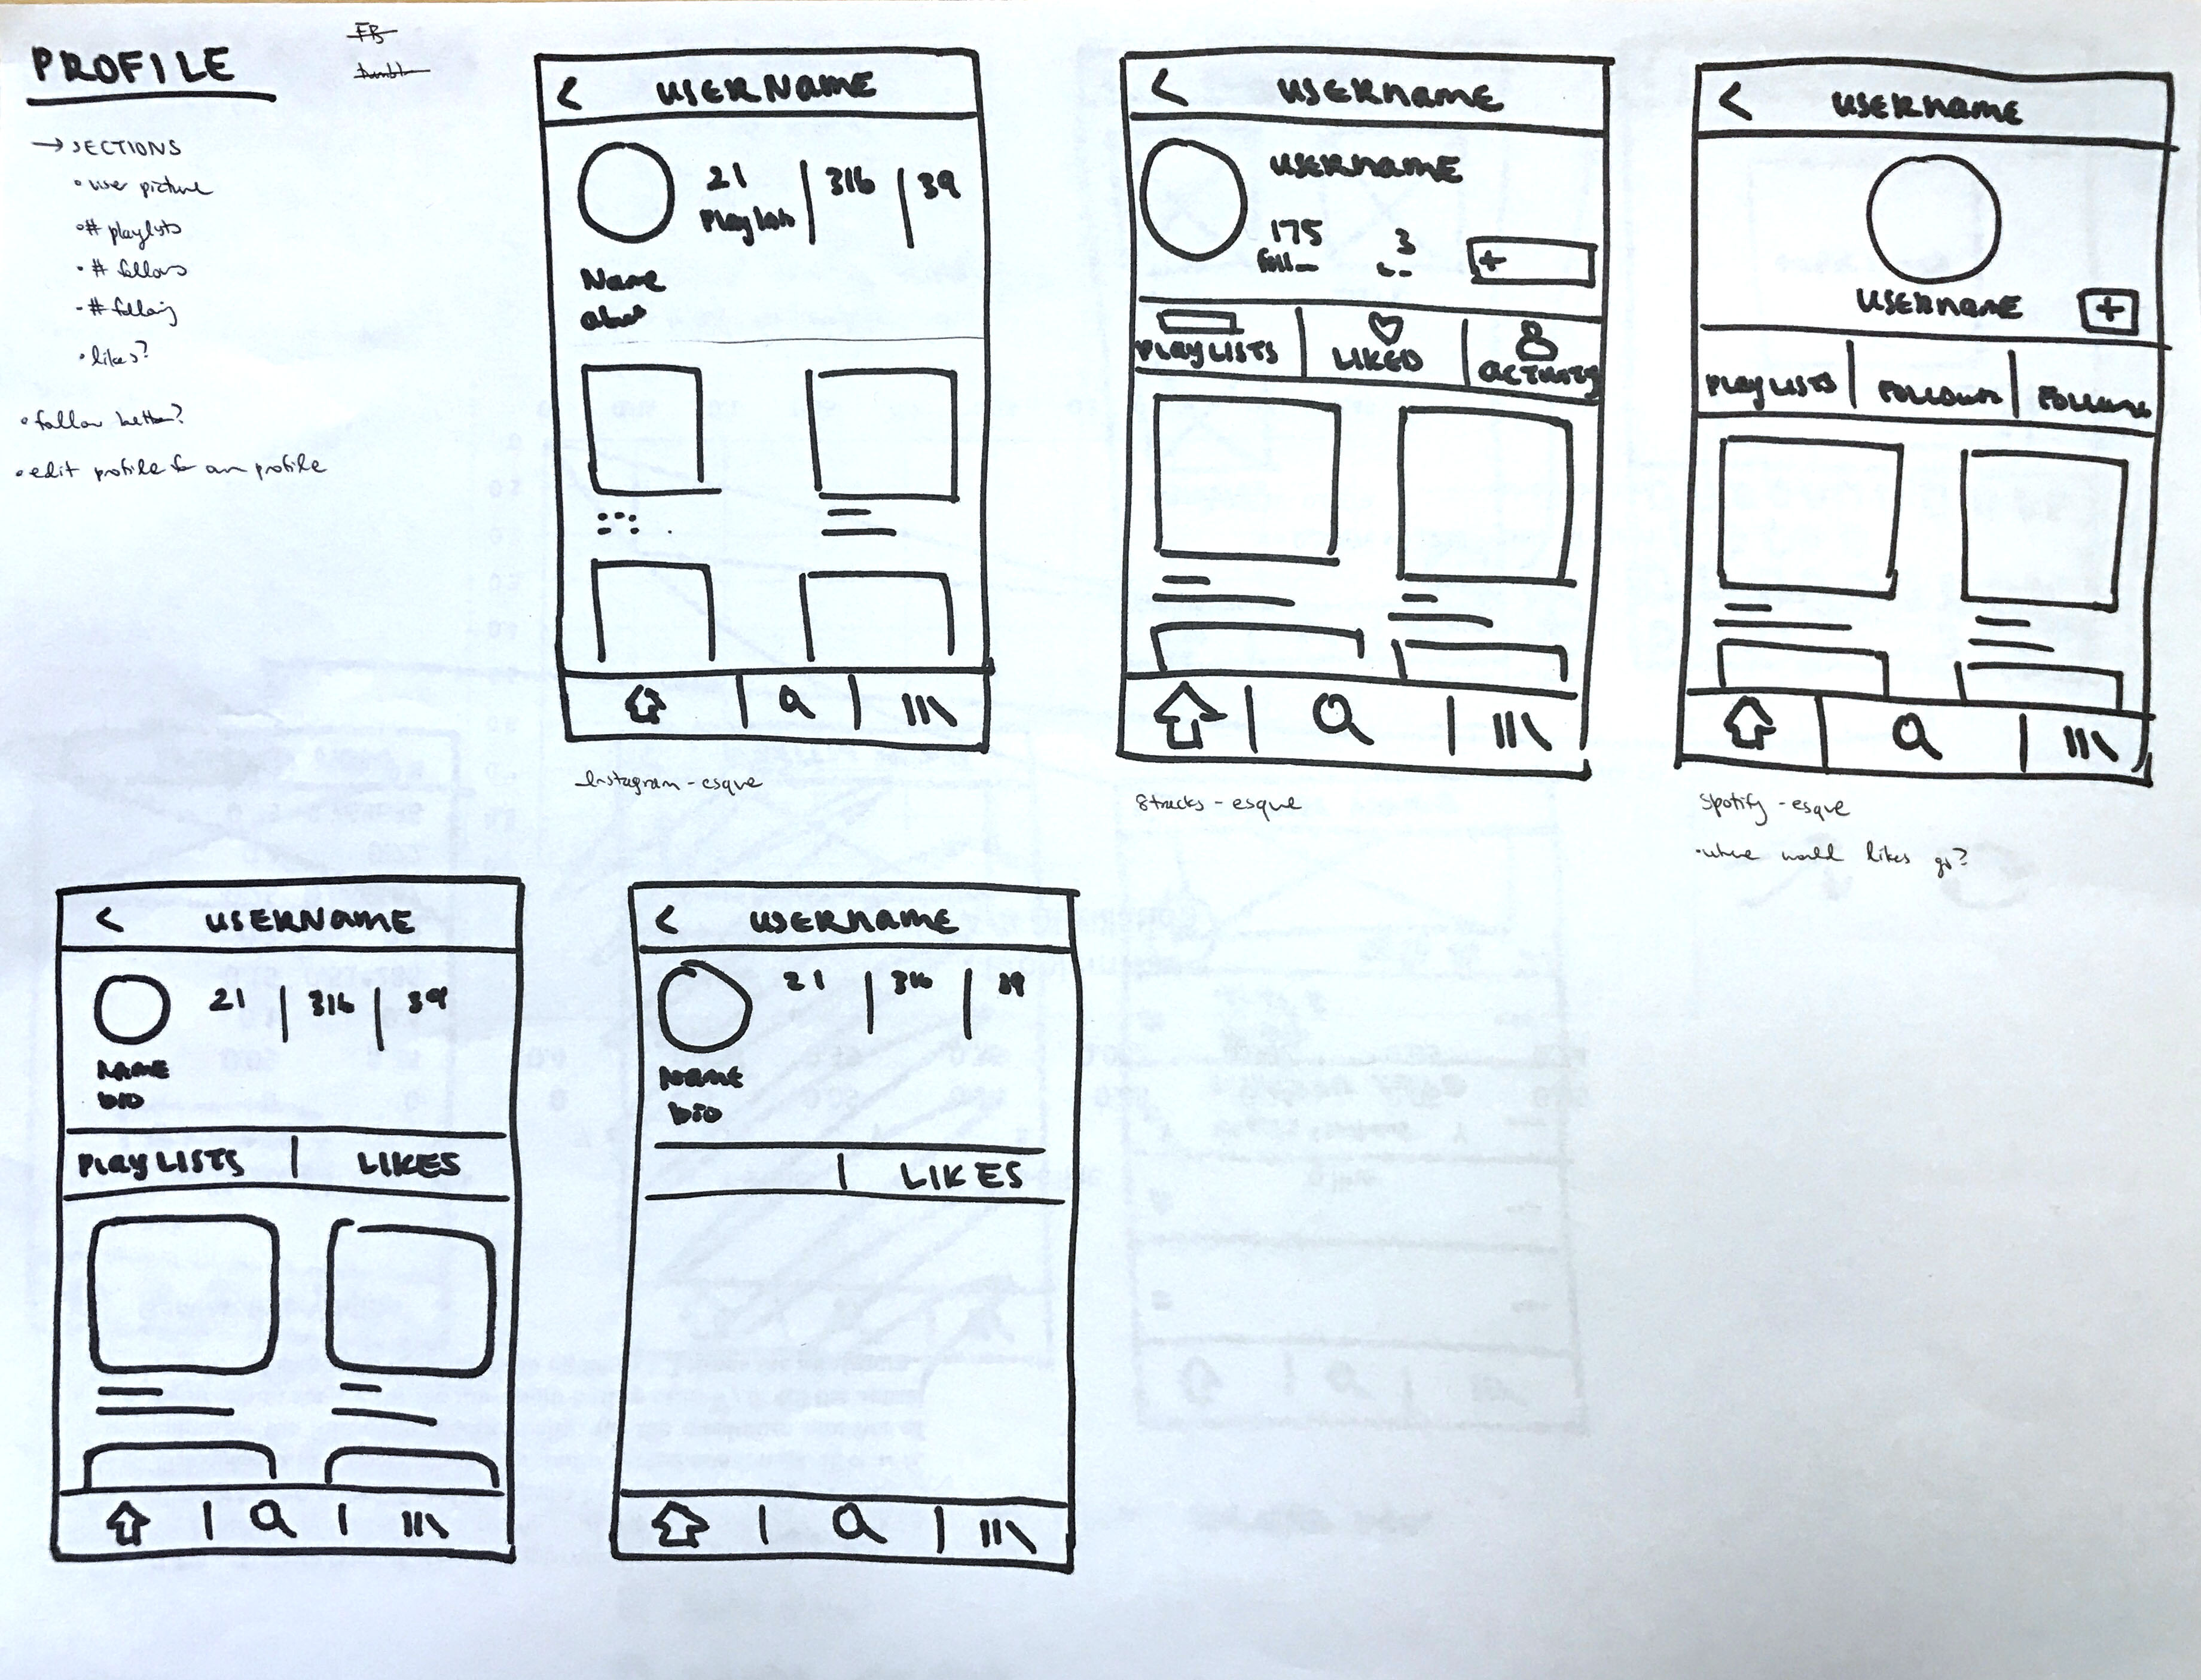 PROFILE
FB
tumblr
→ SECTIONS
• user picture
• # playlists
• # follows
• # following
• likes?
• follow button?
• edit profile for own profile
< USERNAME
21 | 316 | 39
Playlists
Name
about
Instagram-esque
< USERNAME
USERNAME
175 3
foll
+
PLAYLISTS | LIKED | ACTIVITY
8tracks-esque
< USERNAME
USERNAME +
PLAYLISTS | FOLLOWERS | FOLLOWING
Spotify-esque
• where would likes go?
< USERNAME
21 | 316 | 39
NAME
bio
PLAYLISTS | LIKES
< USERNAME
21 | 316 | 39
NAME
bio
| LIKES